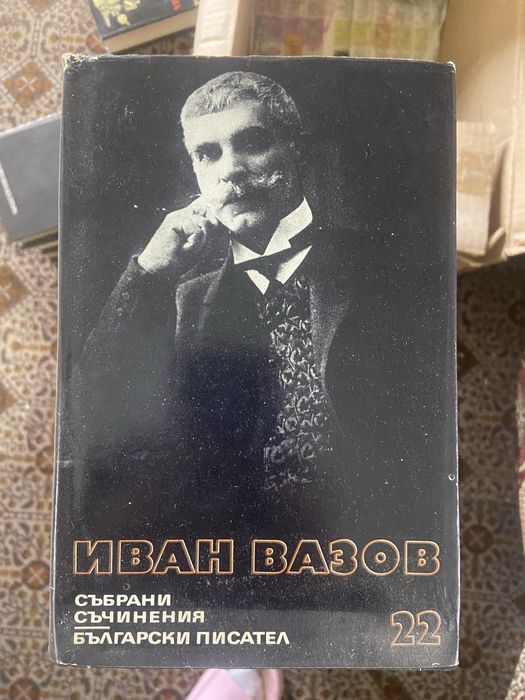 ИВАН ВАЗОВ
СЪБРАНИ
СЪЧИНЕНИЯ
БЪЛГАРСКИ ПИСАТЕЛ
22